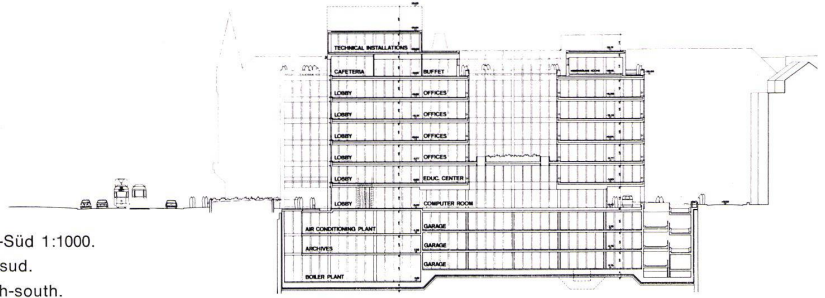 TECHNICAL INSTALLATIONS
CAFETERIA BUFFET
LOBBY OFFICES
LOBBY OFFICES
LOBBY OFFICES
LOBBY OFFICES
LOBBY EDUC. CENTER
LOBBY COMPUTER ROOM
AIR CONDITIONING PLANT GARAGE
ARCHIVES GARAGE
BOILER PLANT GARAGE
-Süd 1:1000.
sud.
h-south.